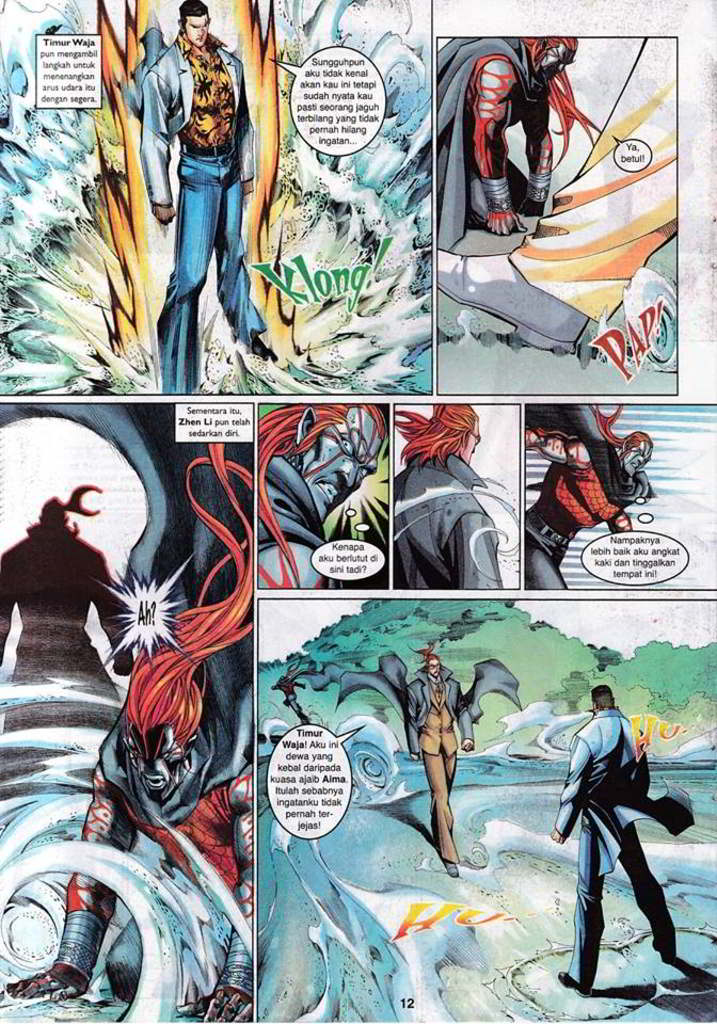 Timur Waja
pun mengambil
langkah untuk
menenangkan
arus udara itu
dengan segera.
Sungguhpun
aku tidak kenal
akan kau ini tetapi
sudah nyata kau
pasti seorang jaguh
terbilang yang tidak
pernah hilang
ingatan...
Klong!
Ya,
betul!
PAP!
Sementara itu,
Zhen Li pun telah
sedarkan diri.
Ah?
Kenapa
aku berlutut di
sini tadi?
Nampaknya
lebih baik aku angkat
kaki dan tinggalkan
tempat ini!
Timur
Waja! Aku ini
dewa yang
kebal daripada
kuasa ajaib Aima.
Itulah sebabnya
ingatanku tidak
pernah ter-
jejas!
HU..
HU..
12